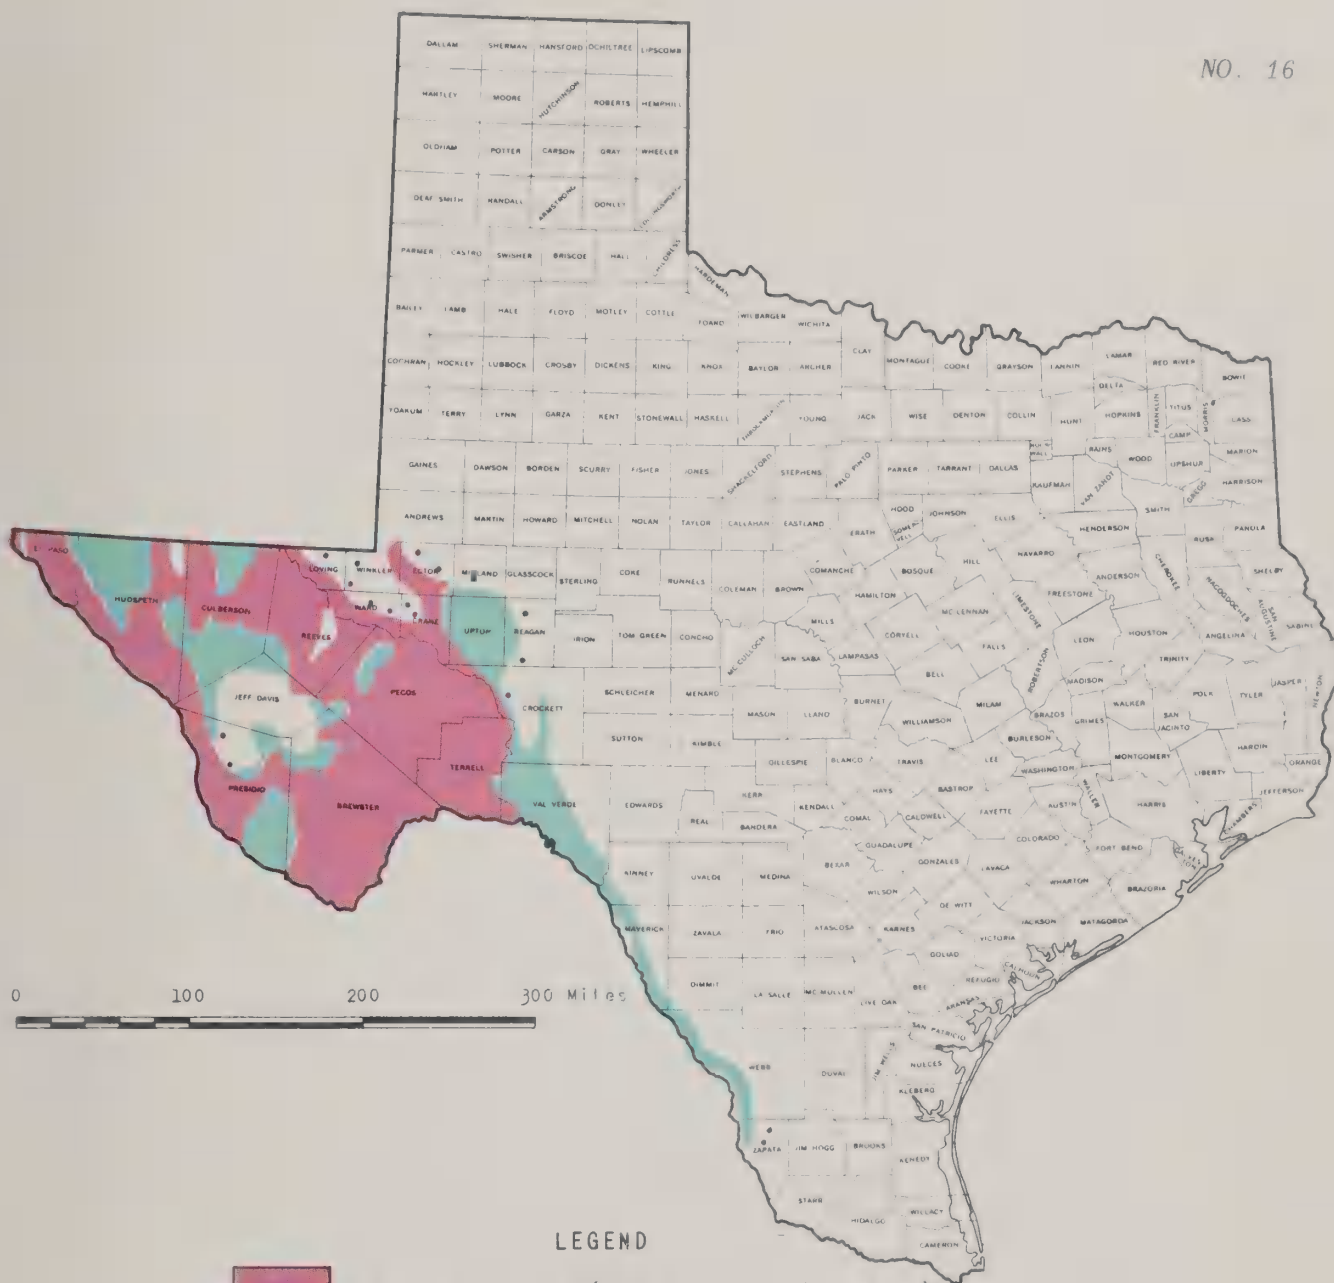 NO. 16
DALLAM SHERMAN HANSFORD OCHILTREE LIPSCOMB
HARTLEY MOORE HUTCHINSON ROBERTS HEMPHILL
OLDHAM POTTER CARSON GRAY WHEELER
DEAF SMITH RANDALL ARMSTRONG DONLEY COLLINGSWORTH
PARMER CASTRO SWISHER BRISCOE HALL CHILDRESS HARDEMAN
BAILEY LAMB HALE FLOYD MOTLEY COTTLE FOARD WILBARGER WICHITA
COCHRAN HOCKLEY LUBBOCK CROSBY DICKENS KING KNOX BAYLOR ARCHER CLAY MONTAGUE COOKE GRAYSON FANNIN LAMAR RED RIVER BOWIE
DELTA
YOAKUM TERRY LYNN GARZA KENT STONEWALL HASKELL THROCKMORTON YOUNG JACK WISE DENTON COLLIN HUNT HOPKINS FRANKLIN TITUS MORRIS CASS
CAMP
GAINES DAWSON BORDEN SCURRY FISHER JONES SHACKELFORD STEPHENS PALO PINTO PARKER TARRANT DALLAS ROCKWALL RAINS WOOD UPSHUR MARION
KAUFMAN VAN ZANDT GREGG HARRISON
ANDREWS MARTIN HOWARD MITCHELL NOLAN TAYLOR CALLAHAN EASTLAND ERATH HOOD SOMERVELL JOHNSON ELLIS HENDERSON SMITH RUSK PANOLA
EL PASO HUDSPETH CULBERSON REEVES LOVING WINKLER ECTOR MIDLAND GLASSCOCK STERLING COKE RUNNELS COLEMAN BROWN COMANCHE BOSQUE HILL NAVARRO ANDERSON CHEROKEE NACOGDOCHES SHELBY
WARD CRANE UPTON REAGAN IRION TOM GREEN CONCHO MC CULLOCH MILLS HAMILTON MC LENNAN LIMESTONE FREESTONE SAN AUGUSTINE SABINE
CORYELL FALLS LEON HOUSTON ANGELINA
SAN SABA LAMPASAS BELL ROBERTSON MADISON TRINITY
JEFF DAVIS PECOS CROCKETT SCHLEICHER MENARD MASON LLANO BURNET WILLIAMSON MILAM BRAZOS GRIMES WALKER SAN JACINTO POLK TYLER JASPER NEWTON
SUTTON KIMBLE GILLESPIE BLANCO TRAVIS LEE BURLESON WASHINGTON MONTGOMERY LIBERTY HARDIN ORANGE
PRESIDIO BREWSTER TERRELL VAL VERDE EDWARDS REAL KERR BANDERA KENDALL HAYS COMAL CALDWELL BASTROP FAYETTE AUSTIN WALLER HARRIS CHAMBERS JEFFERSON
KINNEY UVALDE MEDINA BEXAR GUADALUPE GONZALES LAVACA COLORADO FORT BEND GALVESTON
WILSON DE WITT WHARTON BRAZORIA
MAVERICK ZAVALA FRIO ATASCOSA KARNES VICTORIA JACKSON MATAGORDA
GOLIAD CALHOUN
DIMMIT LA SALLE MC MULLEN LIVE OAK BEE REFUGIO ARANSAS
SAN PATRICIO
WEBB DUVAL JIM WELLS NUECES
KLEBERG
ZAPATA JIM HOGG BROOKS KENEDY
STARR HIDALGO WILLACY
CAMERON
0 100 200 300 Miles
LEGEND